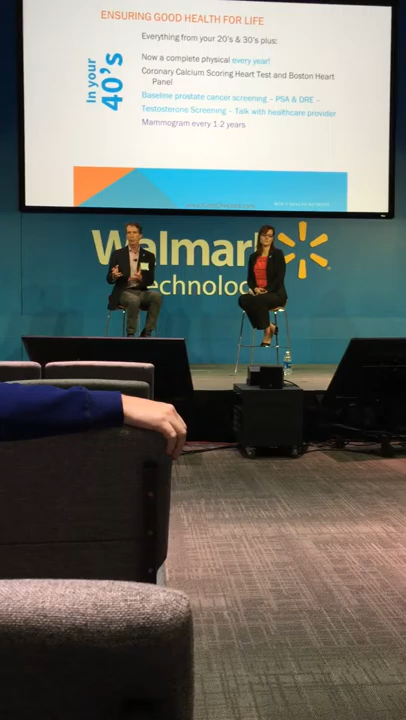 ENSURING GOOD HEALTH FOR LIFE
Everything from your 20's & 30's plus:
In your
40's
Now a complete physical every year!
Coronary Calcium Scoring Heart Test and Boston Heart
Panel
Baseline prostate cancer screening – PSA & DRE –
Testosterone Screening – Talk with healthcare provider
Mammogram every 1-2 years
Walmart
Technology